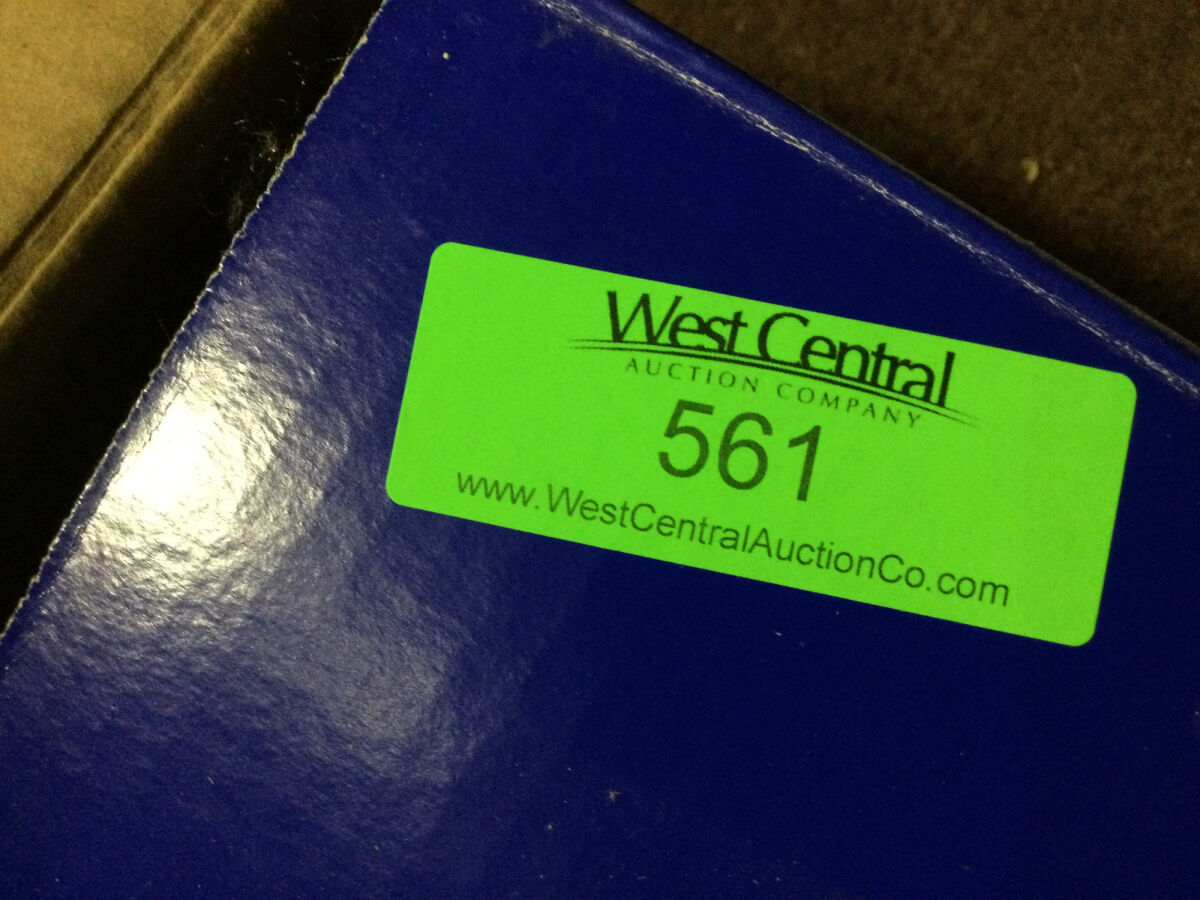 West Central
AUCTION COMPANY
561
www.WestCentralAuctionCo.com